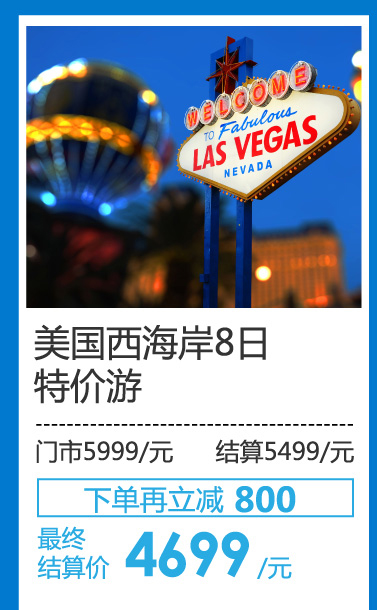 WELCOME
TO Fabulous
LAS VEGAS
NEVADA
美国西海岸8日
特价游
门市5999/元 结算5499/元
下单再立减 800
最终
结算价 4699 /元